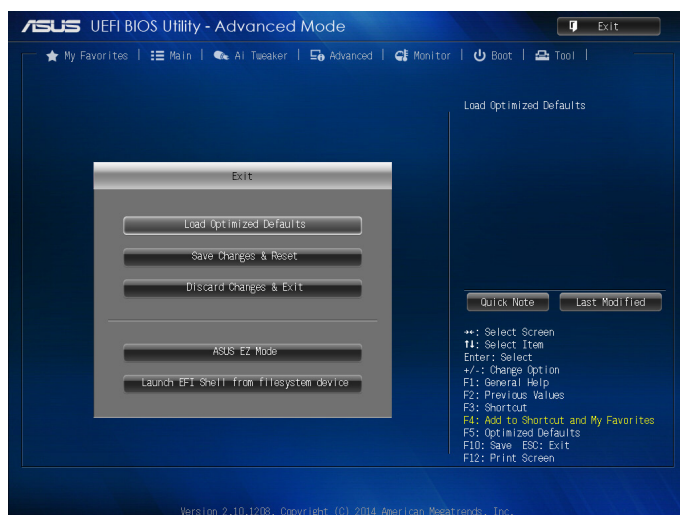 ASUS UEFI BIOS Utility - Advanced Mode
Exit
My Favorites | Main | Ai Tweaker | Advanced | Monitor | Boot | Tool |
Load Optimized Defaults
Exit
Load Optimized Defaults
Save Changes & Reset
Discard Changes & Exit
ASUS EZ Mode
Launch EFI Shell from filesystem device
Quick Note
Last Modified
→←: Select Screen
↑↓: Select Item
Enter: Select
+/-: Change Option
F1: General Help
F2: Previous Values
F3: Shortcut
F4: Add to Shortcut and My Favorites
F5: Optimized Defaults
F10: Save ESC: Exit
F12: Print Screen
Version 2.10.1208. Copyright (C) 2014 American Megatrends, Inc.